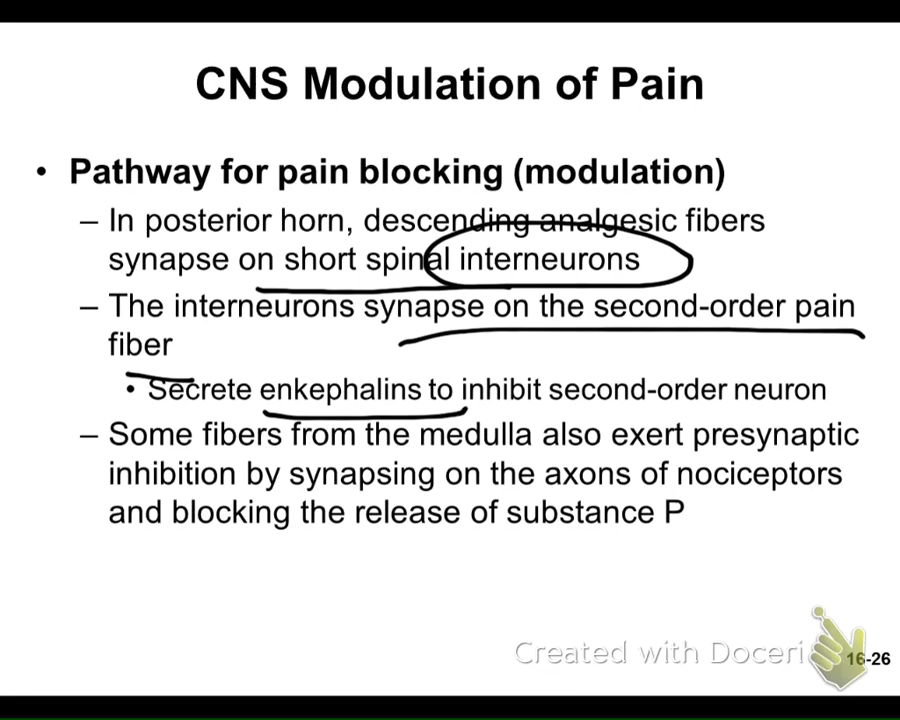 CNS Modulation of Pain
• Pathway for pain blocking (modulation)
– In posterior horn, descending analgesic fibers
synapse on short spinal interneurons
– The interneurons synapse on the second-order pain
fiber
• Secrete enkephalins to inhibit second-order neuron
– Some fibers from the medulla also exert presynaptic
inhibition by synapsing on the axons of nociceptors
and blocking the release of substance P
Created with Doceri
16-26